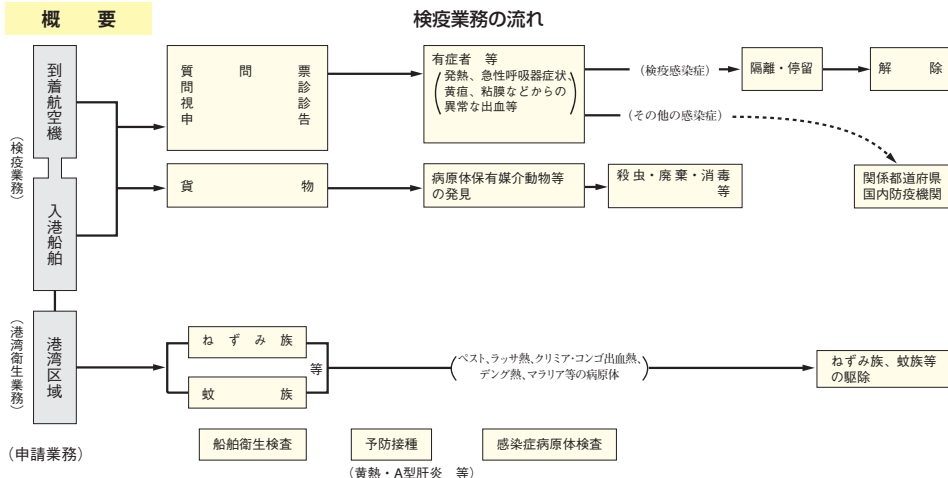 概 要
検疫業務の流れ
(検疫業務)
到着航空機
入港船舶
質問票
問診
視診
申告
有症者 等
(発熱、急性呼吸器症状、
黄疸、粘膜などからの
異常な出血等)
(検疫感染症)
隔離・停留
解 除
(その他の感染症)
関係都道府県
国内防疫機関
貨 物
病原体保有媒介動物等
の発見
殺虫・廃棄・消毒
等
(港湾衛生業務)
港湾区域
ねずみ族
蚊 族
等
(ペスト、ラッサ熱、クリミア・コンゴ出血熱、
デング熱、マラリア等の病原体)
ねずみ族、蚊族等
の駆除
(申請業務)
船舶衛生検査
予防接種
(黄熱・A型肝炎 等)
感染症病原体検査